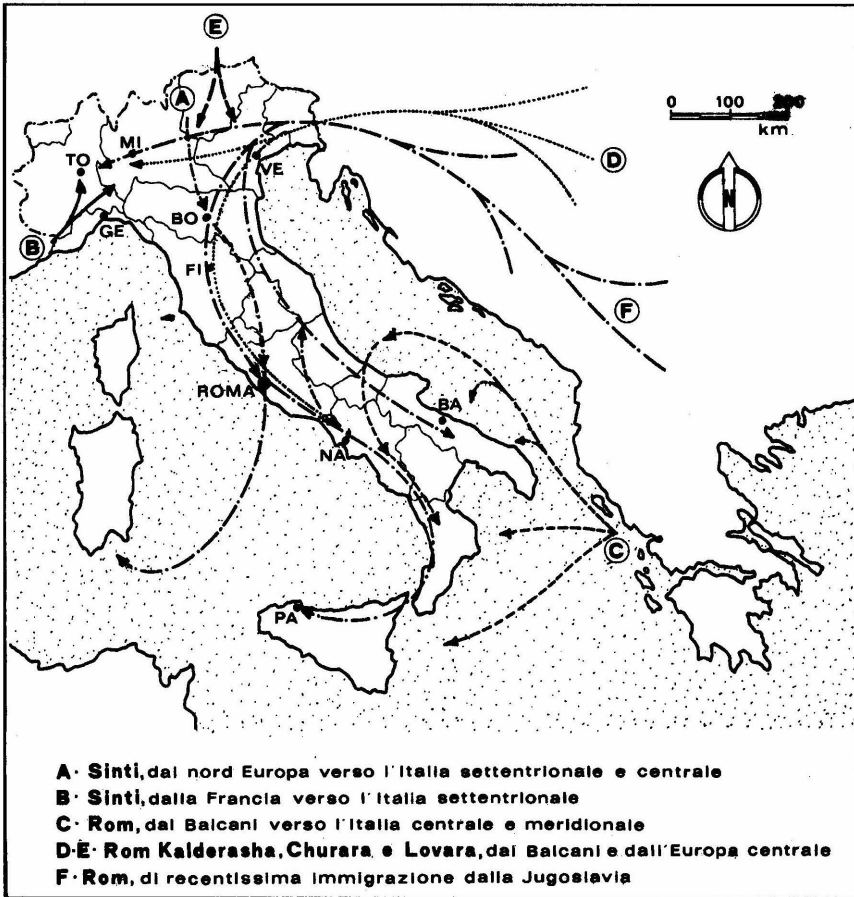 E
A
0 100 200
km
MI
TO
VE
D
N
BO
B
GE
FI
F
ROMA
BA
NA
C
PA
A· Sinti, dal nord Europa verso l'Italia settentrionale e centrale
B· Sinti, dalla Francia verso l'Italia settentrionale
C· Rom, dai Balcani verso l'Italia centrale e meridionale
D·E· Rom Kalderasha, Churara e Lovara, dai Balcani e dall'Europa centrale
F· Rom, di recentissima immigrazione dalla Jugoslavia